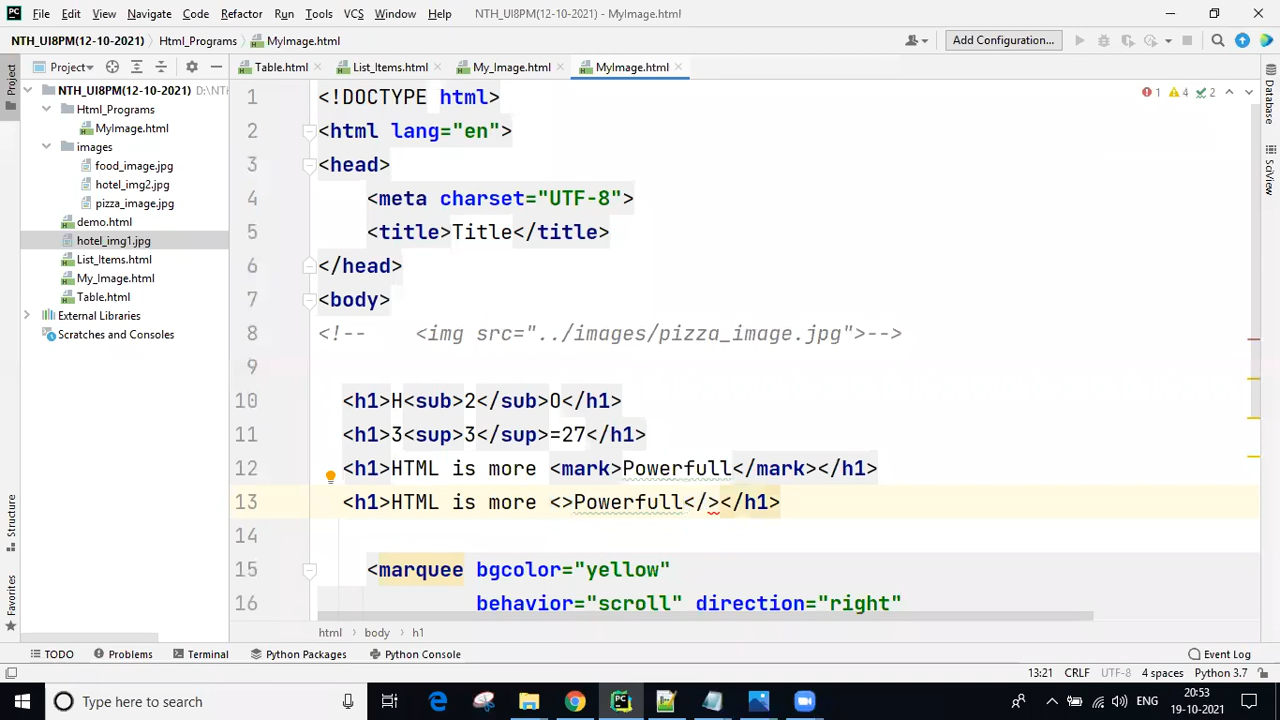 PC File Edit View Navigate Code Refactor Run Tools VCS Window Help NTH_UI8PM(12-10-2021) - MyImage.html
NTH_UI8PM(12-10-2021) Html_Programs MyImage.html Add Configuration...
Project Table.html List_Items.html My_Image.html MyImage.html
Project
NTH_UI8PM(12-10-2021) D:\NTH
Html_Programs
MyImage.html
images
food_image.jpg
hotel_img2.jpg
pizza_image.jpg
demo.html
hotel_img1.jpg
List_Items.html
My_Image.html
Table.html
External Libraries
Scratches and Consoles
Structure
Favorites
1 <!DOCTYPE html>
2 <html lang="en">
3 <head>
4 <meta charset="UTF-8">
5 <title>Title</title>
6 </head>
7 <body>
8 <!-- <img src="../images/pizza_image.jpg">-->
9
10 <h1>H<sub>2</sub>O</h1>
11 <h1>3<sup>3</sup>=27</h1>
12 <h1>HTML is more <mark>Powerfull</mark></h1>
13 <h1>HTML is more <>Powerfull</></h1>
14
15 <marquee bgcolor="yellow"
16 behavior="scroll" direction="right"
1 4 2
Database
SciView
html body h1
TODO Problems Terminal Python Packages Python Console Event Log
13:21 CRLF UTF-8 4 spaces Python 3.7
Type here to search ENG 20:53
19-10-2021